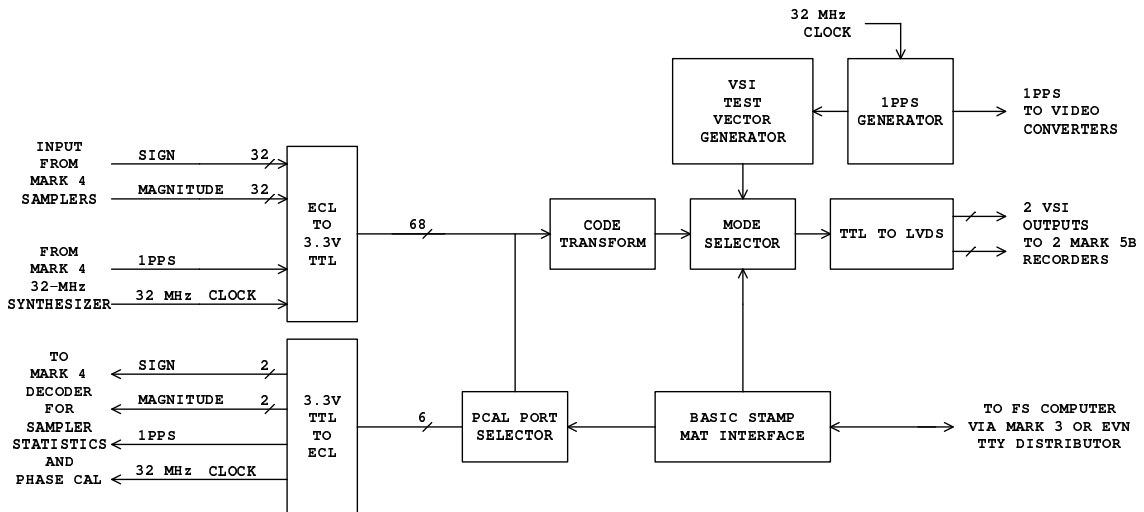 32 MHz
CLOCK
VSI
TEST
VECTOR
GENERATOR
1PPS
GENERATOR
1PPS
TO VIDEO
CONVERTERS
INPUT
FROM
MARK 4
SAMPLERS
SIGN
32
MAGNITUDE
32
FROM
MARK 4
32-MHz
SYNTHESIZER
1PPS
32 MHz CLOCK
ECL
TO
3.3V
TTL
68
CODE
TRANSFORM
MODE
SELECTOR
TTL TO LVDS
2 VSI
OUTPUTS
TO 2 MARK 5B
RECORDERS
TO
MARK 4
DECODER
FOR
SAMPLER
STATISTICS
AND
PHASE CAL
SIGN
2
MAGNITUDE
2
1PPS
32 MHz CLOCK
3.3V
TTL
TO
ECL
6
PCAL PORT
SELECTOR
BASIC STAMP
MAT INTERFACE
TO FS COMPUTER
VIA MARK 3 OR EVN
TTY DISTRIBUTOR